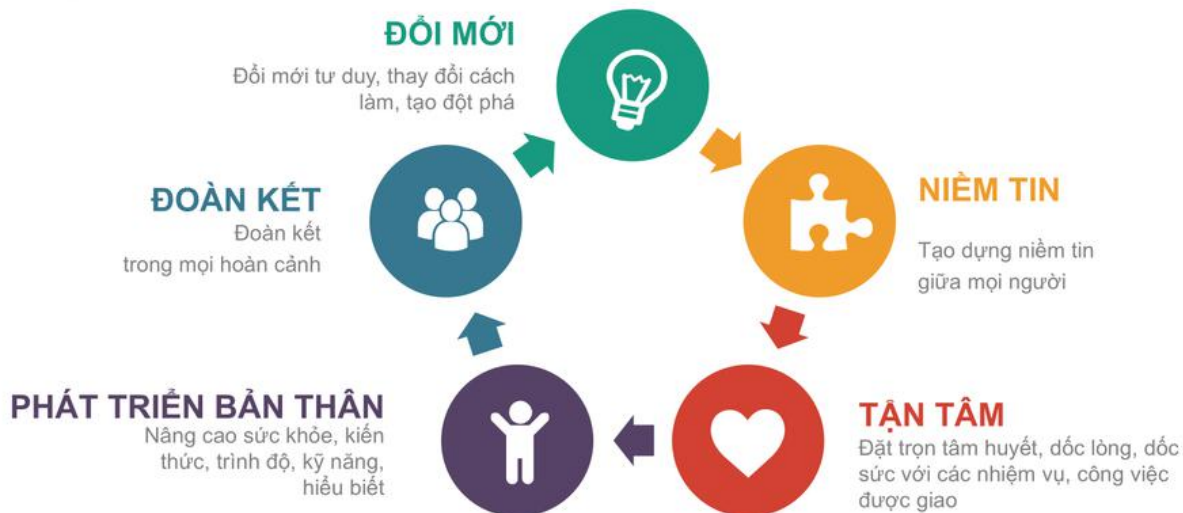 ĐỔI MỚI
Đổi mới tư duy, thay đổi cách
làm, tạo đột phá
NIỀM TIN
Tạo dựng niềm tin
giữa mọi người
TẬN TÂM
Đặt trọn tâm huyết, dốc lòng, dốc
sức với các nhiệm vụ, công việc
được giao
PHÁT TRIỂN BẢN THÂN
Nâng cao sức khỏe, kiến
thức, trình độ, kỹ năng,
hiểu biết
ĐOÀN KẾT
Đoàn kết
trong mọi hoàn cảnh